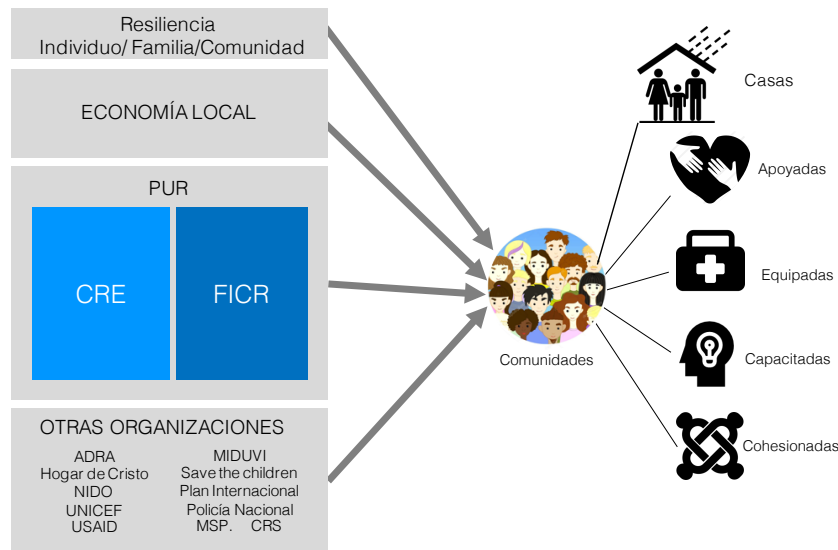 Resiliencia
Individuo/ Familia/Comunidad
ECONOMÍA LOCAL
PUR
CRE
FICR
OTRAS ORGANIZACIONES
ADRA
Hogar de Cristo
NIDO
UNICEF
USAID
MIDUVI
Save the children
Plan Internacional
Policía Nacional
MSP. CRS
Comunidades
Casas
Apoyadas
Equipadas
Capacitadas
Cohesionadas